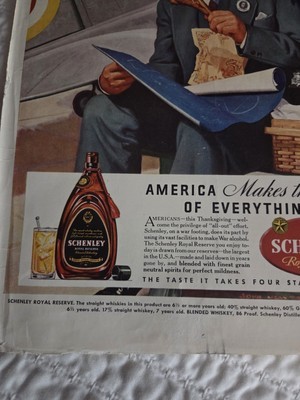 AMERICA Makes
OF EVERYTHIN
AMERICANS—this Thanksgiving—wel-
come the privilege of "all-out" effort.
Schenley, on a war footing, does its part by
using its vast facilities to make War alcohol.
The Schenley Royal Reserve you enjoy to-
day is drawn from our reserves—the largest
in the U.S.A.—made and laid down in years
gone by, and blended with finest grain
neutral spirits for perfect mildness.
THE TASTE IT TAKES FOUR STA
SCHENLEY
SCH
Ro
SCHENLEY ROYAL RESERVE. The straight whiskies in this product are 6½ or more years old; 40% straight whiskey, 60% G
6½ years old, 17% straight whiskey, 7 years old. BLENDED WHISKEY, 86 Proof. Schenley Distille